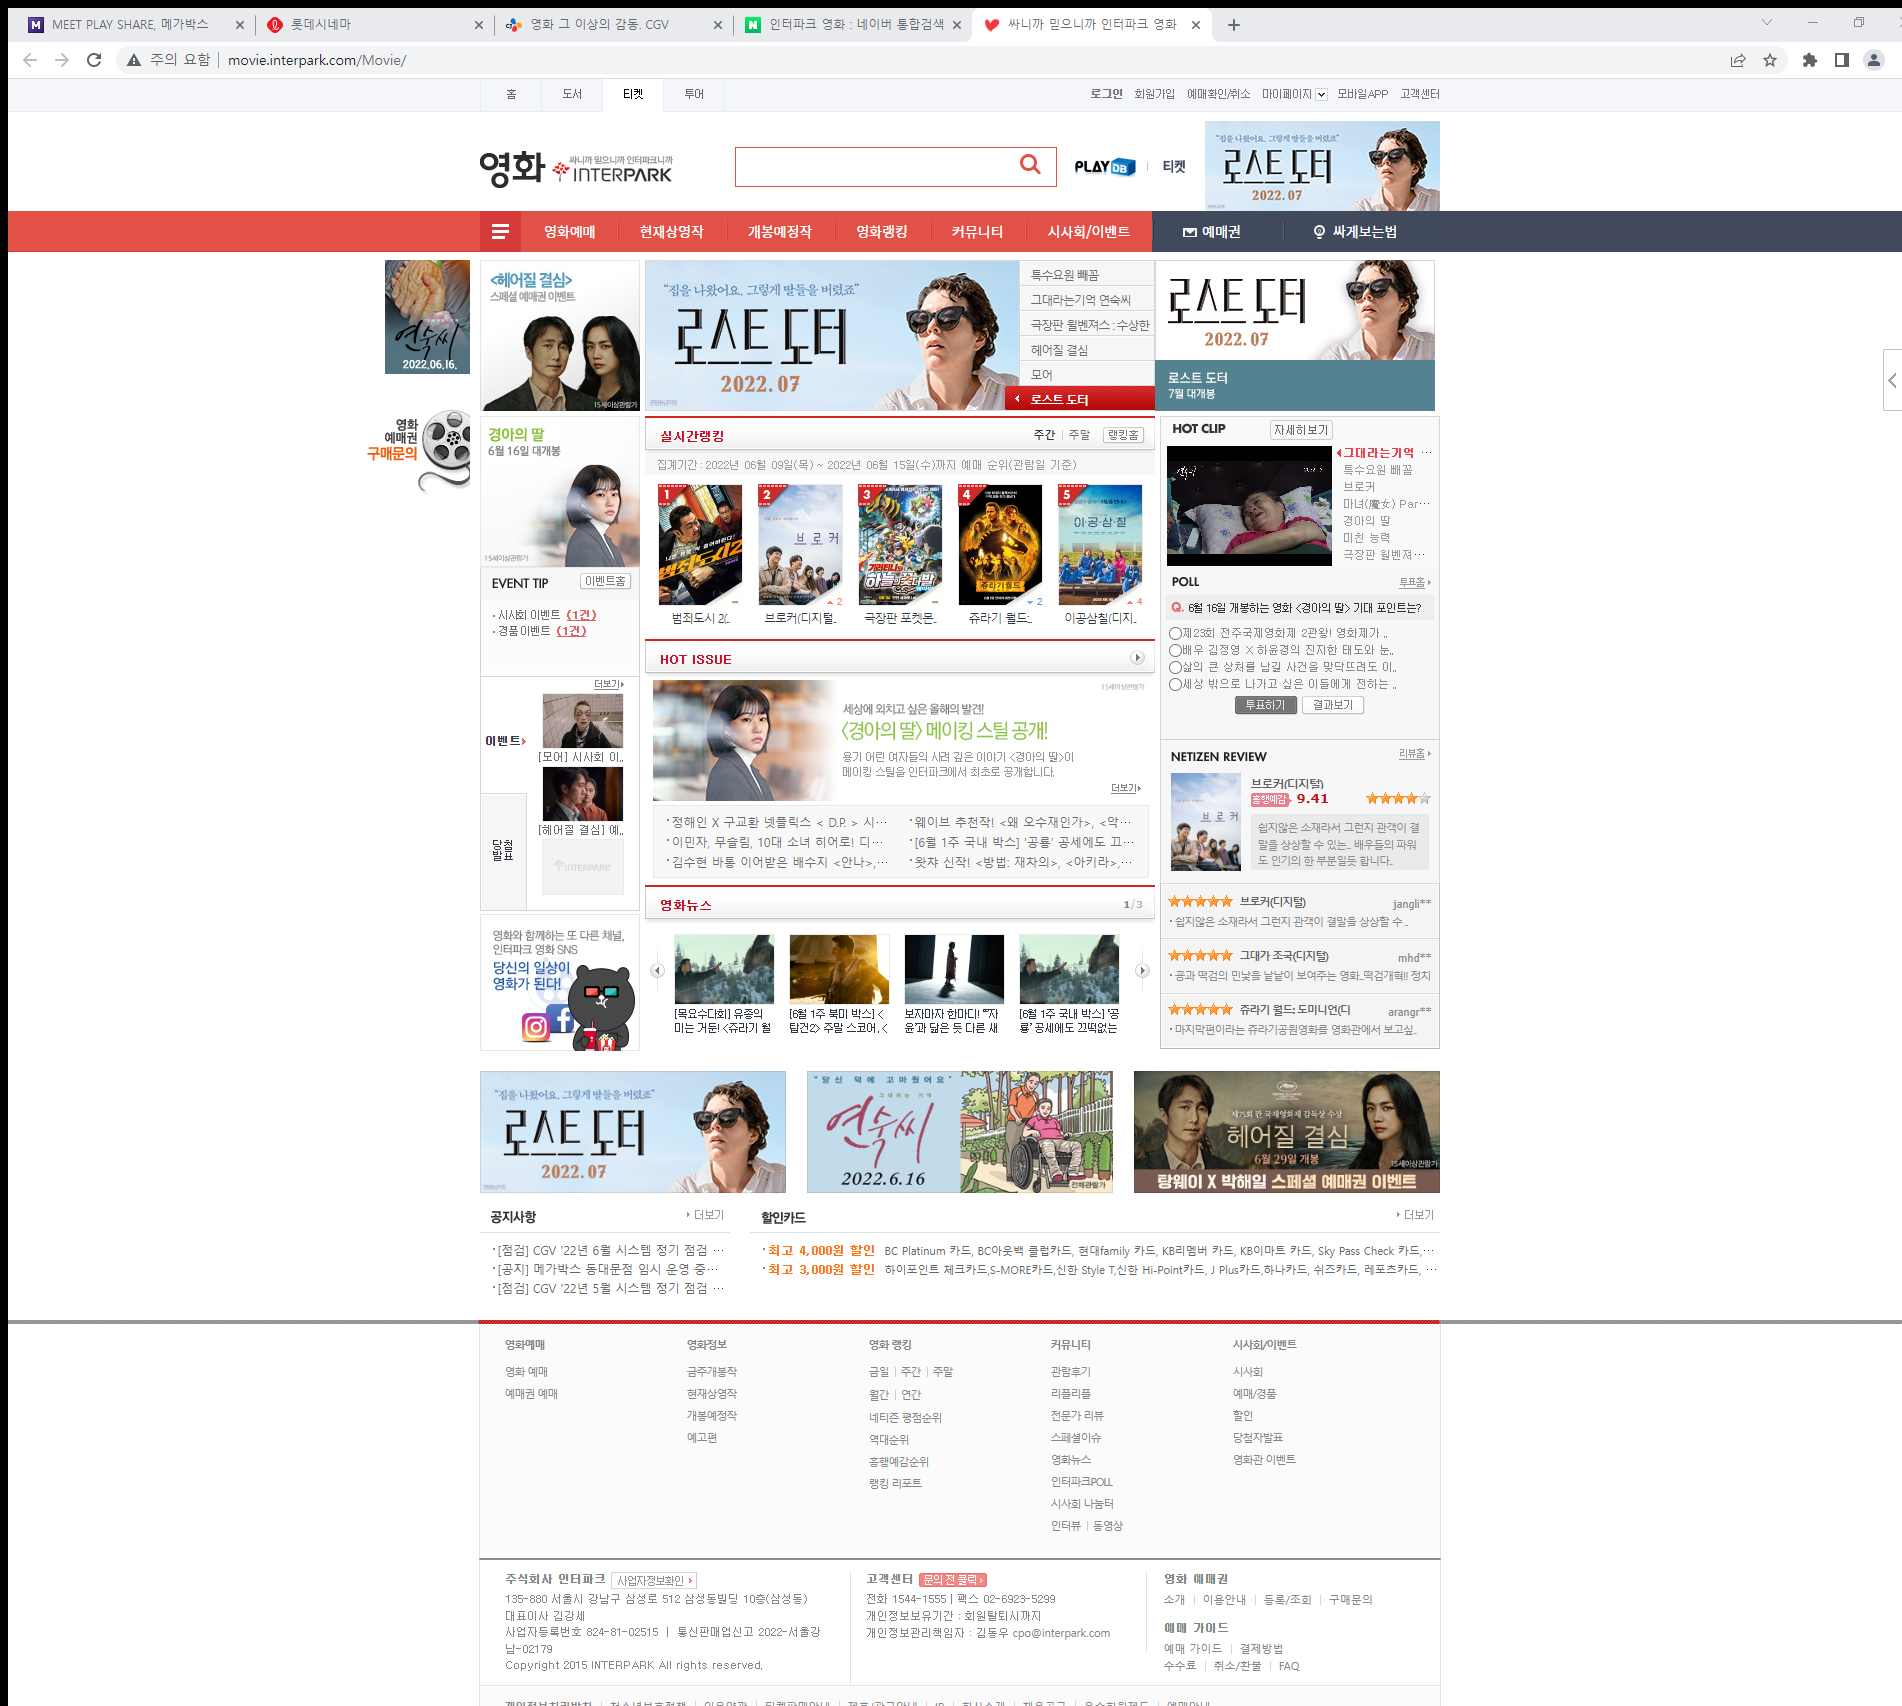 MEET PLAY SHARE, 메가박스
롯데시네마
영화 그 이상의 감동. CGV
인터파크 영화 : 네이버 통합검색
싸니까 믿으니까 인터파크 영화
주의 요함
movie.interpark.com/Movie/
홈
도서
티켓
투어
로그인
회원가입
예매확인/취소
마이페이지
모바일APP
고객센터
영화
싸니까 믿으니까 인터파크니까
INTERPARK
PLAY DB
티켓
"집을 나왔어요. 그렇게 딸들을 버렸죠"
로스트 도터
2022.07
영화예매
현재상영작
개봉예정작
영화랭킹
커뮤니티
시사회/이벤트
예매권
싸게보는법
연숙씨
2022.06.16.
영화
예매권
구매문의
<헤어질 결심>
스페셜 예매권 이벤트
15세이상관람가
"집을 나왔어요. 그렇게 딸들을 버렸죠"
로스트 도터
2022.07
특수요원 빼꼼
그대라는기억 연숙씨
극장판 윌벤져스 : 수상한
헤어질 결심
모어
로스트 도터
로스트 도터
2022.07
로스트 도터
7월 대개봉
경아의 딸
6월 16일 대개봉
15세이상관람가
EVENT TIP
이벤트홈
· 시사회 이벤트 (1건)
· 경품 이벤트 (1건)
더보기
이벤트
[모어] 시사회 이..
[헤어질 결심] 예..
당첨
발표
INTERPARK
영화와 함께하는 또 다른 채널,
인터파크 영화 SNS
당신의 일상이
영화가 된다!
실시간랭킹
주간
주말
랭킹홈
집계기간 : 2022년 06월 09일(목) ~ 2022년 06월 15일(수)까지 예매 순위(관람일 기준)
1
범죄도시2
2
브로커
3
4
쥬라기월드
5
이공삼칠
2
2
4
범죄도시 2(..
브로커(디지털..
극장판 포켓몬..
쥬라기 월드:..
이공삼칠(디지..
HOT ISSUE
15세이상관람가
세상에 외치고 싶은 올해의 발견!
<경아의 딸> 메이킹 스틸 공개!
용기 어린 여자들의 사려 깊은 이야기 <경아의 딸>이
메이킹 스틸을 인터파크에서 최초로 공개합니다.
더보기
· 정해인 X 구교환 넷플릭스 < D.P. > 시…
· 웨이브 추천작! <왜 오수재인가>, <악…
· 이민자, 무슬림, 10대 소녀 히어로! 디…
· [6월 1주 국내 박스] ‘공룡’ 공세에도 끄…
· 김수현 바통 이어받은 배수지 <안나>,…
· 왓챠 신작! <방법: 재차의>, <아키라>,…
영화뉴스
1/3
[목요수다회] 유종의
미는 거둔! <쥬라기 월
[6월 1주 북미 박스] <
탑건2> 주말 스코어, <
보자마자 한마디! “‘자
윤’과 닮은 듯 다른 새
[6월 1주 국내 박스] ‘공
룡’ 공세에도 끄떡없는
HOT CLIP
자세히보기
그대라는기억 …
특수요원 빼꼼
브로커
마녀(魔女) Par…
경아의 딸
미친 능력
극장판 윌벤져…
POLL
투표홈
Q. 6월 16일 개봉하는 영화 <경아의 딸> 기대 포인트는?
제23회 전주국제영화제 2관왕! 영화제가 ..
배우 김정영 X 하윤경의 진지한 태도와 눈..
삶의 큰 상처를 남길 사건을 맞닥뜨려도 이..
세상 밖으로 나가고 싶은 이들에게 전하는 ..
투표하기
결과보기
NETIZEN REVIEW
리뷰홈
브로커
브로커(디지털)
흥행예감 9.41
쉽지않은 소재라서 그런지 관객이 결
말을 상상할 수 있는... 배우들의 파워
도 인기의 한 부분일듯 합니다...
브로커(디지털)
jangli**
· 쉽지않은 소재라서 그런지 관객이 결말을 상상할 수 ..
그대가 조국(디지털)
mhd**
· 공과 떡검의 민낯을 낱낱이 보여주는 영화...떡검개혁!! 정치
쥬라기 월드: 도미니언(디
arangr**
· 마지막편이라는 쥬라기공원영화를 영화관에서 보고싶..
"집을 나왔어요. 그렇게 딸들을 버렸죠"
로스트 도터
2022.07
"당신 덕에 고마웠어요"
그대라는 기억
연숙씨
2022.6.16
전체관람가
제75회 칸 국제영화제 감독상 수상
헤어질 결심
6월 29일 개봉
15세이상관람가
탕웨이 X 박해일 스페셜 예매권 이벤트
공지사항
더보기
· [점검] CGV '22년 6월 시스템 정기 점검 …
· [공지] 메가박스 동대문점 임시 운영 중…
· [점검] CGV '22년 5월 시스템 정기 점검 …
할인카드
더보기
· 최고 4,000원 할인 BC Platinum 카드, BC아웃백 클럽카드, 현대family 카드, KB리멤버 카드, KB이마트 카드, Sky Pass Check 카드,…
· 최고 3,000원 할인 하이포인트 체크카드,S-MORE카드,신한 Style T,신한 Hi-Point카드, J Plus카드,하나카드, 쉬즈카드, 레포츠카드, …
영화예매
영화 예매
예매권 예매
영화정보
금주개봉작
현재상영작
개봉예정작
예고편
영화 랭킹
금일 | 주간 | 주말
월간 | 연간
네티즌 평점순위
역대순위
흥행예감순위
랭킹 리포트
커뮤니티
관람후기
리플리플
전문가 리뷰
스페셜이슈
영화뉴스
인터파크POLL
시사회 나눔터
인터뷰 | 동영상
시사회/이벤트
시사회
예매/경품
할인
당첨자발표
영화관 이벤트
주식회사 인터파크 사업자정보확인
135-880 서울시 강남구 삼성로 512 삼성동빌딩 10층(삼성동)
대표이사 김강세
사업자등록번호 824-81-02515 | 통신판매업신고 2022-서울강
남-02179
Copyright 2015 INTERPARK All rights reserved.
고객센터 문의 전 클릭
전화 1544-1555 | 팩스 02-6923-5299
개인정보보유기간 : 회원탈퇴시까지
개인정보관리책임자 : 김동우 cpo@interpark.com
영화 예매권
소개 | 이용안내 | 등록/조회 | 구매문의
예매 가이드
예매 가이드 | 결제방법
수수료 | 취소/환불 | FAQ